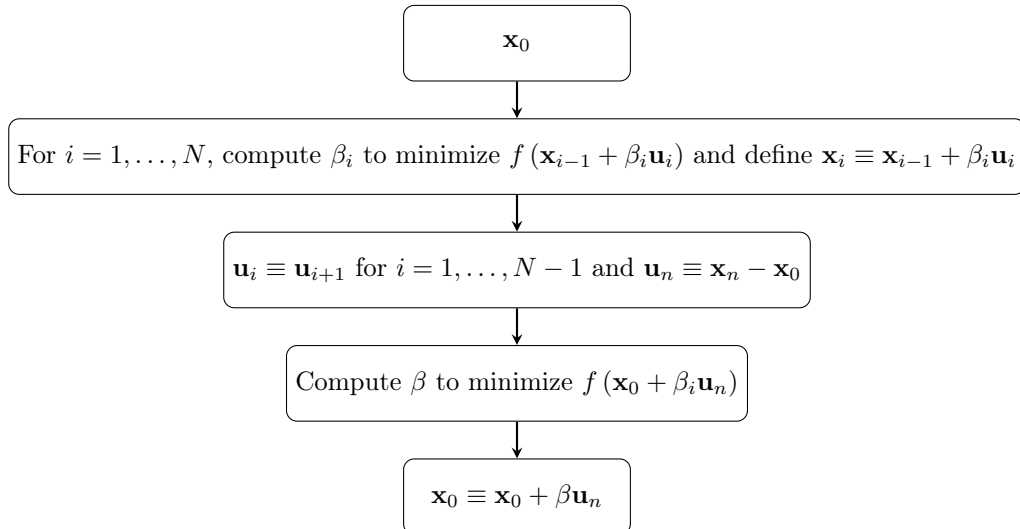 𝐱₀
For i = 1, . . . , N, compute βᵢ to minimize f (𝐱ᵢ₋₁ + βᵢ𝐮ᵢ) and define 𝐱ᵢ ≡ 𝐱ᵢ₋₁ + βᵢ𝐮ᵢ
𝐮ᵢ ≡ 𝐮ᵢ₊₁ for i = 1, . . . , N − 1 and 𝐮ₙ ≡ 𝐱ₙ − 𝐱₀
Compute β to minimize f (𝐱₀ + βᵢ𝐮ₙ)
𝐱₀ ≡ 𝐱₀ + β𝐮ₙ